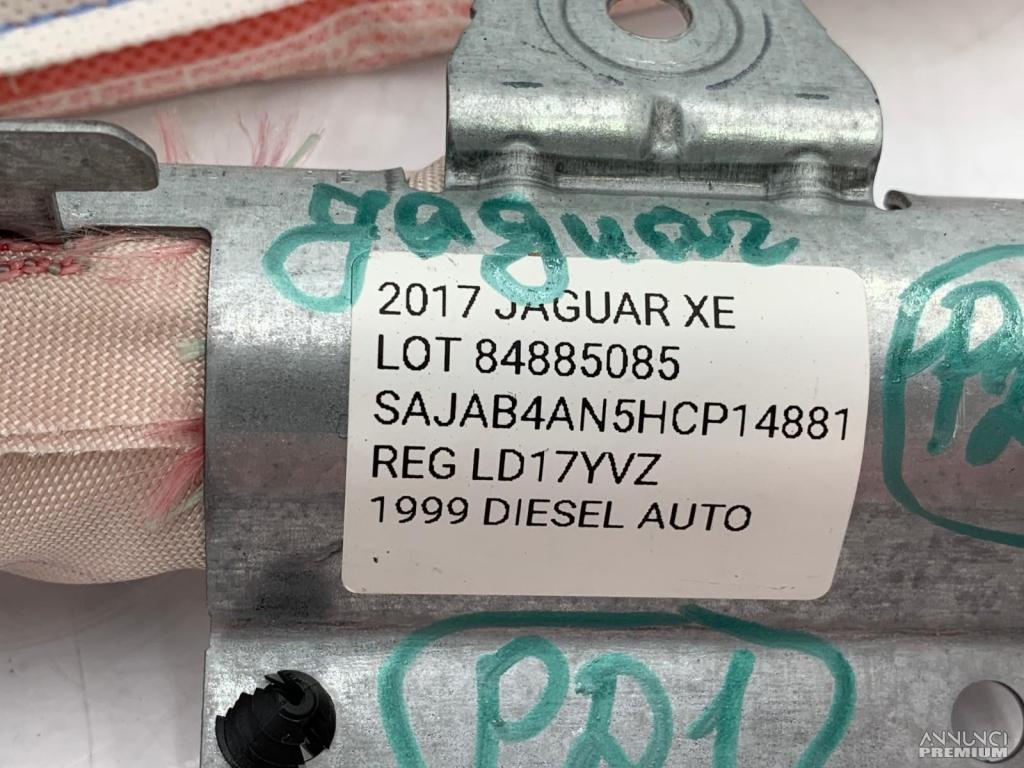 Jaguar
2017 JAGUAR XE
LOT 84885085
SAJAB4AN5HCP14881
REG LD17YVZ
1999 DIESEL AUTO
PD1
ANNUNCI
PREMIUM